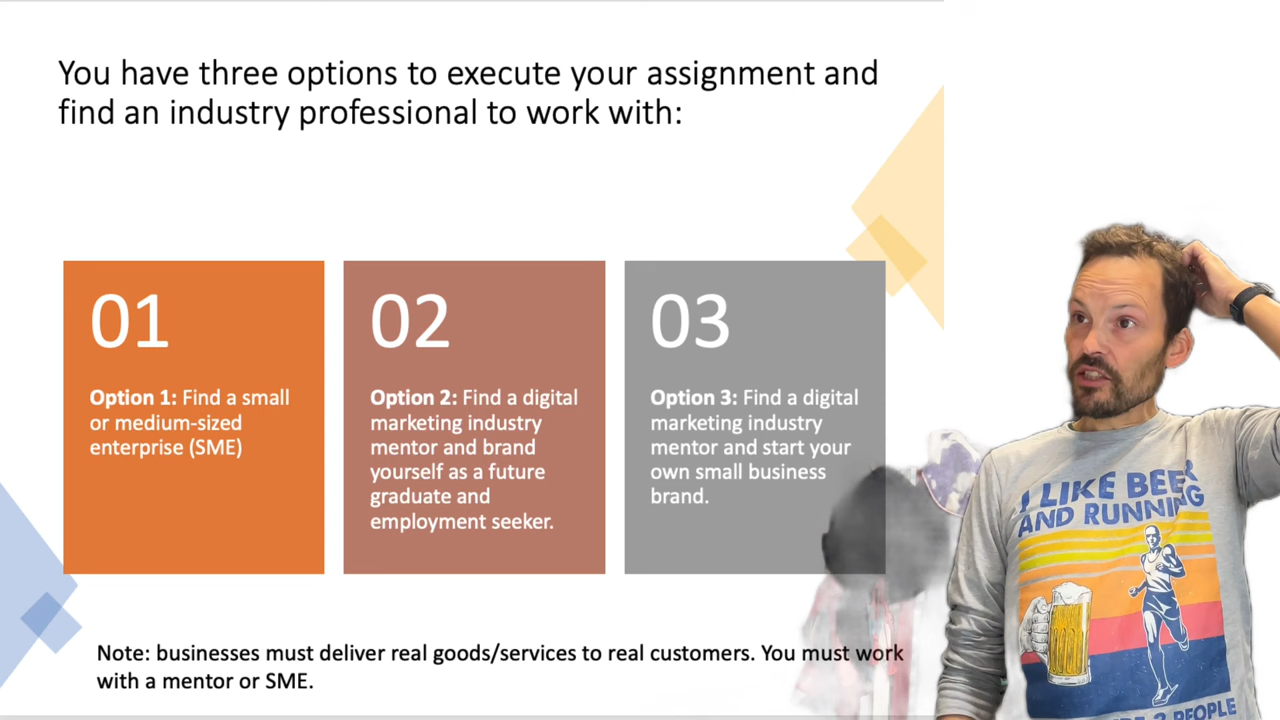 You have three options to execute your assignment and
find an industry professional to work with:
01
Option 1: Find a small
or medium-sized
enterprise (SME)
02
Option 2: Find a digital
marketing industry
mentor and brand
yourself as a future
graduate and
employment seeker.
03
Option 3: Find a digital
marketing industry
mentor and start your
own small business
brand.
Note: businesses must deliver real goods/services to real customers. You must work
with a mentor or SME.
I LIKE BEER
AND RUNNING
PEOPLE